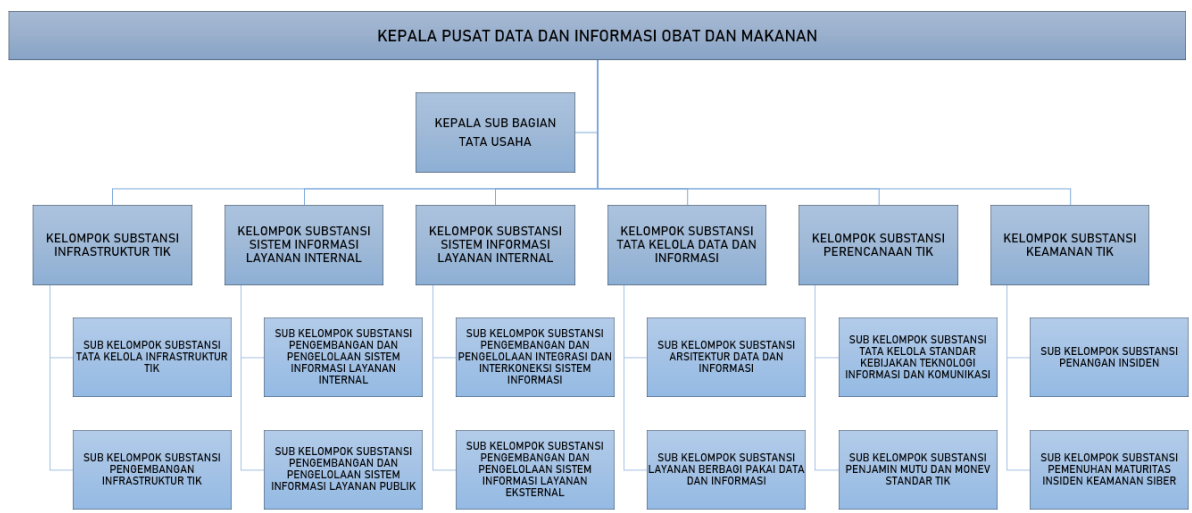 KEPALA PUSAT DATA DAN INFORMASI OBAT DAN MAKANAN
KEPALA SUB BAGIAN
TATA USAHA
KELOMPOK SUBSTANSI
INFRASTRUKTUR TIK
KELOMPOK SUBSTANSI
SISTEM INFORMASI
LAYANAN INTERNAL
KELOMPOK SUBSTANSI
SISTEM INFORMASI
LAYANAN INTERNAL
KELOMPOK SUBSTANSI
TATA KELOLA DATA DAN
INFORMASI
KELOMPOK SUBSTANSI
PERENCANAAN TIK
KELOMPOK SUBSTANSI
KEAMANAN TIK
SUB KELOMPOK SUBSTANSI
TATA KELOLA INFRASTRUKTUR
TIK
SUB KELOMPOK SUBSTANSI
PENGEMBANGAN DAN
PENGELOLAAN SISTEM
INFORMASI LAYANAN
INTERNAL
SUB KELOMPOK SUBSTANSI
PENGEMBANGAN DAN
PENGELOLAAN INTEGRASI DAN
INTERKONEKSI SISTEM
INFORMASI
SUB KELOMPOK SUBSTANSI
ARSITEKTUR DATA DAN
INFORMASI
SUB KELOMPOK SUBSTANSI
TATA KELOLA STANDAR
KEBIJAKAN TEKNOLOGI
INFORMASI DAN KOMUNIKASI
SUB KELOMPOK SUBSTANSI
PENANGAN INSIDEN
SUB KELOMPOK SUBSTANSI
PENGEMBANGAN
INFRASTRUKTUR TIK
SUB KELOMPOK SUBSTANSI
PENGEMBANGAN DAN
PENGELOLAAN SISTEM
INFORMASI LAYANAN PUBLIK
SUB KELOMPOK SUBSTANSI
PENGEMBANGAN DAN
PENGELOLAAN SISTEM
INFORMASI LAYANAN
EKSTERNAL
SUB KELOMPOK SUBSTANSI
LAYANAN BERBAGI PAKAI DATA
DAN INFORMASI
SUB KELOMPOK SUBSTANSI
PENJAMIN MUTU DAN MONEV
STANDAR TIK
SUB KELOMPOK SUBSTANSI
PEMENUHAN MATURITAS
INSIDEN KEAMANAN SIBER